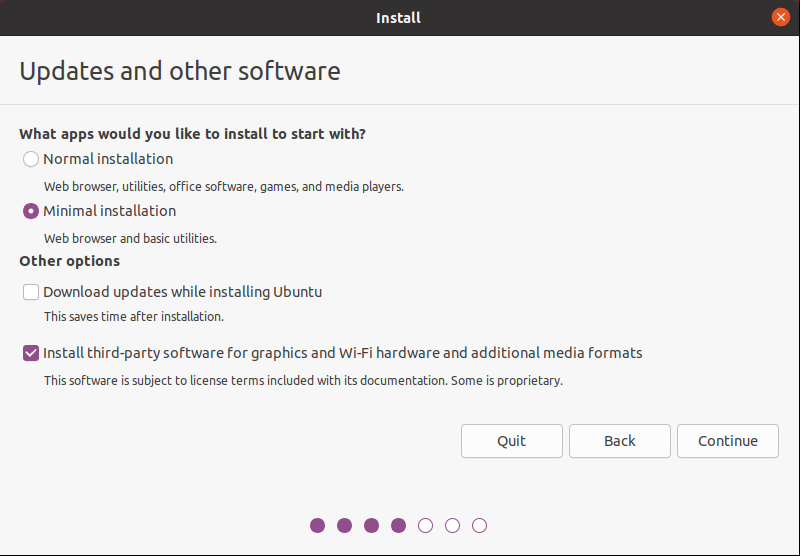 Install
Updates and other software
What apps would you like to install to start with?
Normal installation
Web browser, utilities, office software, games, and media players.
Minimal installation
Web browser and basic utilities.
Other options
Download updates while installing Ubuntu
This saves time after installation.
Install third-party software for graphics and Wi-Fi hardware and additional media formats
This software is subject to license terms included with its documentation. Some is proprietary.
Quit Back Continue